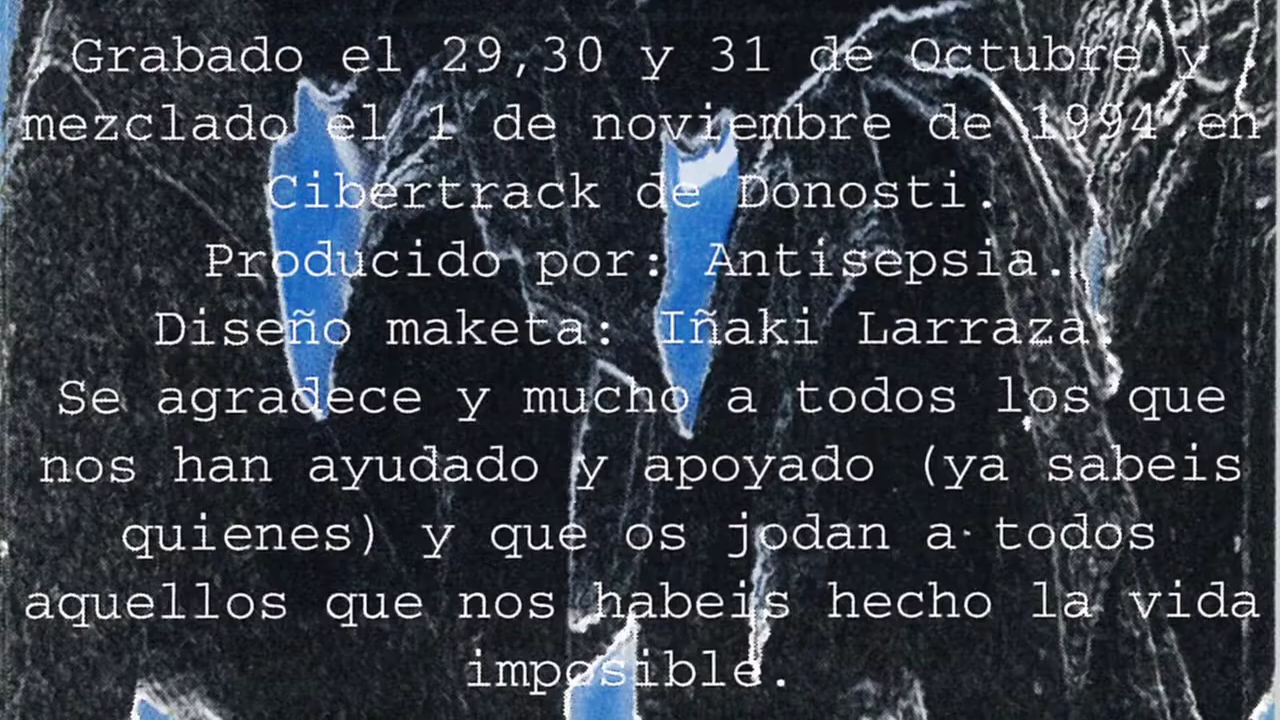 Grabado el 29,30 y 31 de Octubre y
mezclado el 1 de noviembre de 1994 en
Cibertrack de Donosti.
Producido por: Antisepsia.
Diseño maketa: Iñaki Larraza.
Se agradece y mucho a todos los que
nos han ayudado y apoyado (ya sabeis
quienes) y que os jodan a todos
aquellos que nos habeis hecho la vida
imposible.